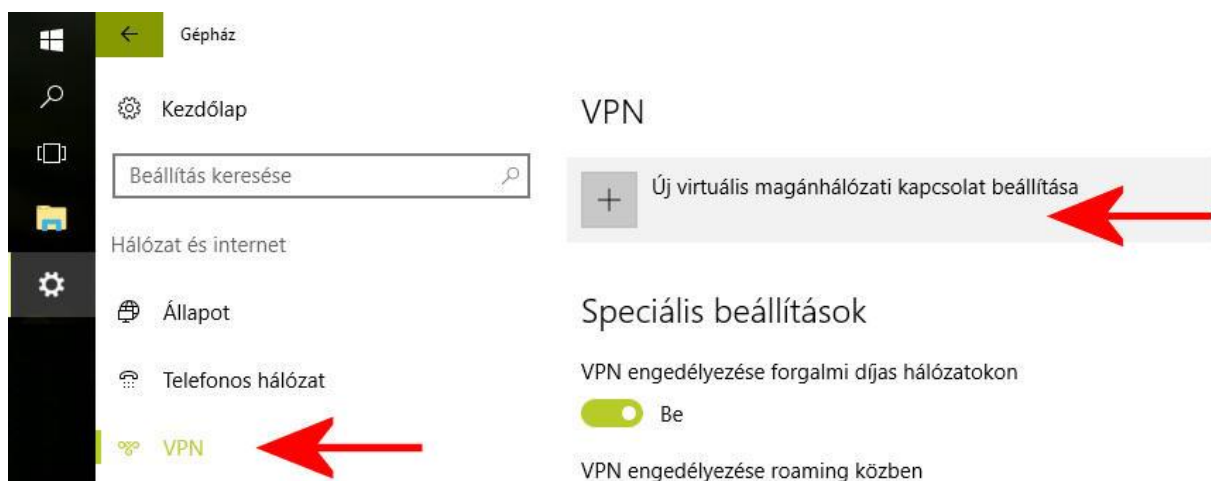 Gépház
Kezdőlap
Beállítás keresése
Hálózat és internet
Állapot
Telefonos hálózat
VPN
VPN
Új virtuális magánhálózati kapcsolat beállítása
Speciális beállítások
VPN engedélyezése forgalmi díjas hálózatokon
Be
VPN engedélyezése roaming közben